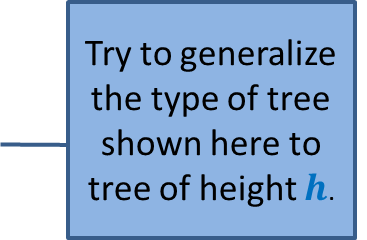 Try to generalize
the type of tree
shown here to
tree of height h.